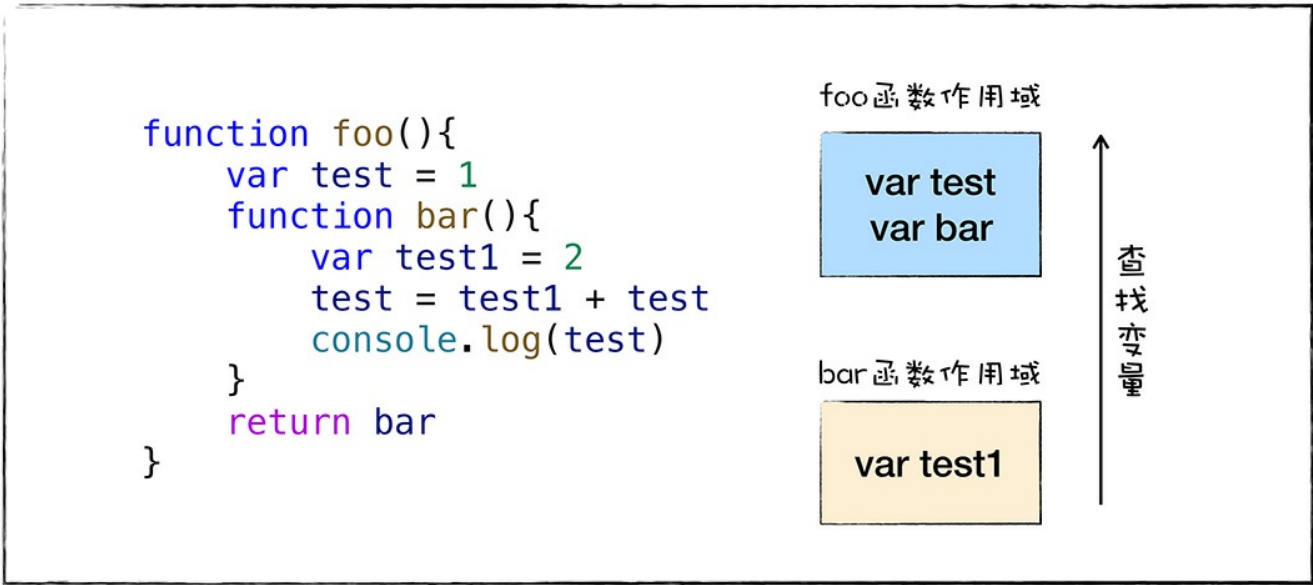 function foo(){
    var test = 1
    function bar(){
        var test1 = 2
        test = test1 + test
        console.log(test)
    }
    return bar
}
foo函数作用域
var test
var bar
bar函数作用域
var test1
查找变量